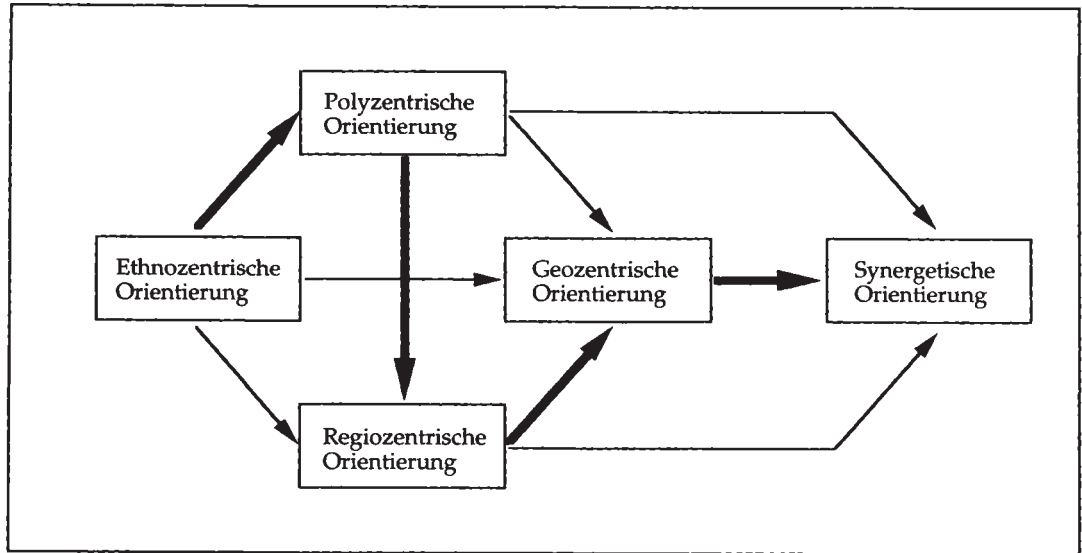 Polyzentrische
Orientierung
Ethnozentrische
Orientierung
Geozentrische
Orientierung
Synergetische
Orientierung
Regiozentrische
Orientierung